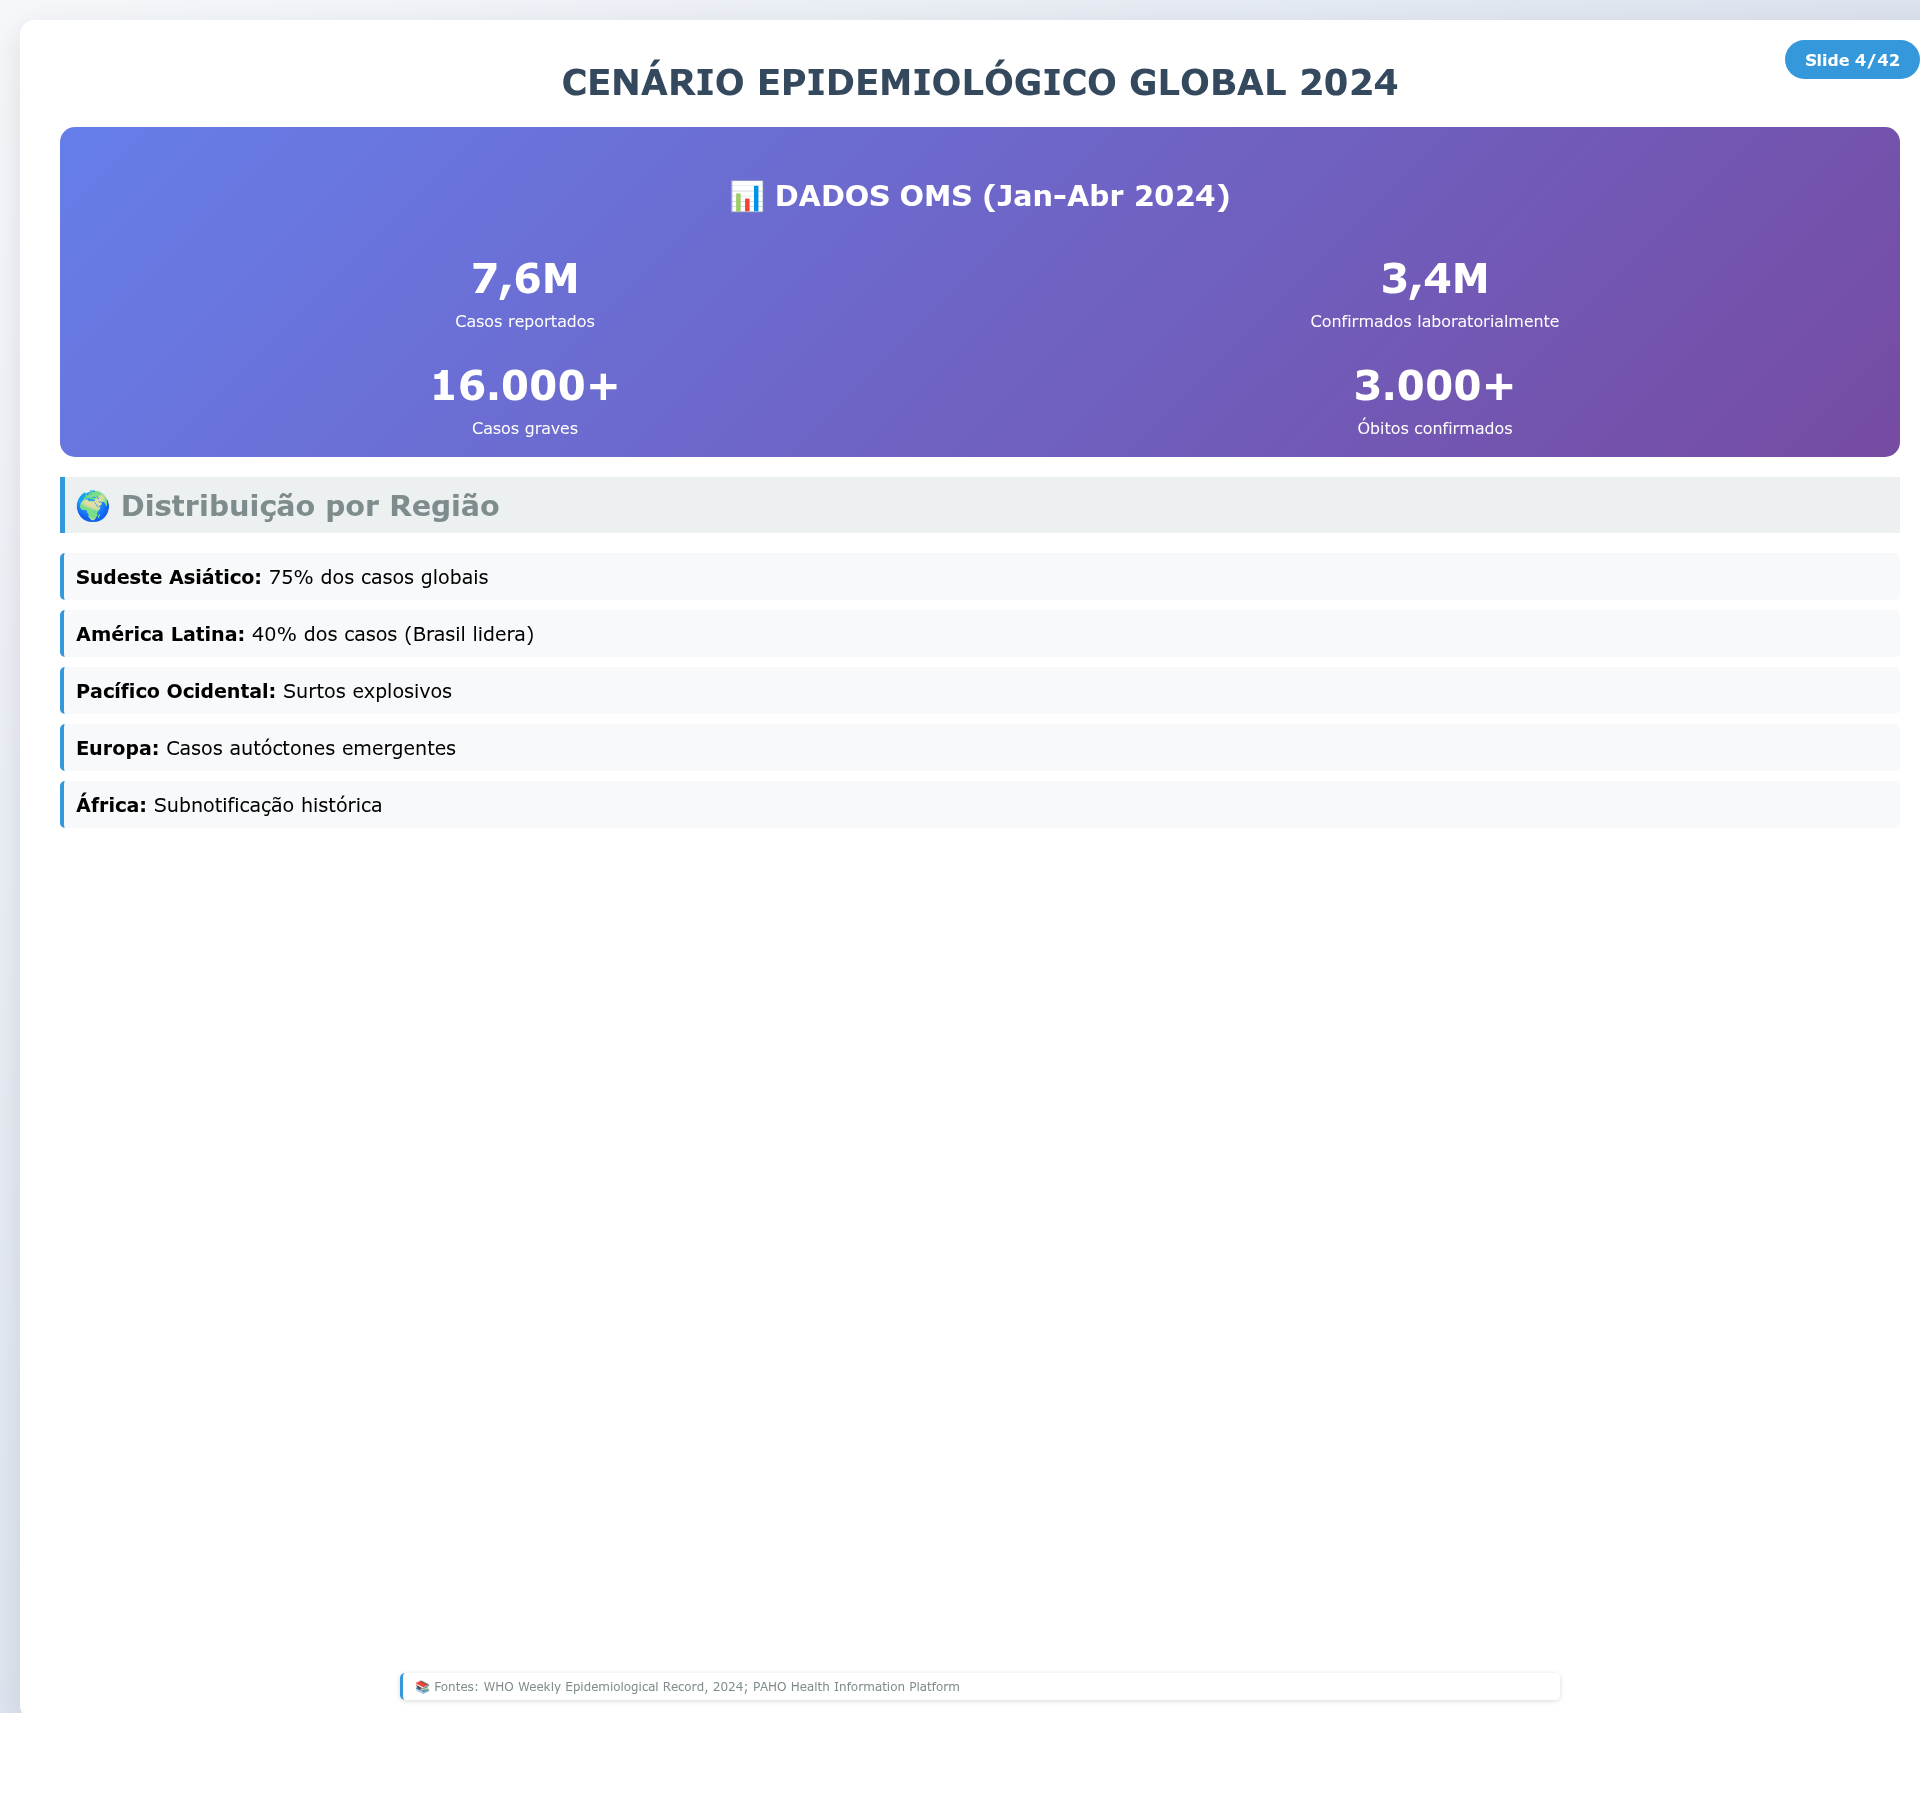 Slide 4/42
CENÁRIO EPIDEMIOLÓGICO GLOBAL 2024
📊 DADOS OMS (Jan–Abr 2024)
7,6M
Casos reportados
3,4M
Confirmados laboratorialmente
16.000+
Casos graves
3.000+
Óbitos confirmados
🌍 Distribuição por Região
Sudeste Asiático: 75% dos casos globais
América Latina: 40% dos casos (Brasil lidera)
Pacífico Ocidental: Surtos explosivos
Europa: Casos autóctones emergentes
África: Subnotificação histórica
📚 Fontes: WHO Weekly Epidemiological Record, 2024; PAHO Health Information Platform